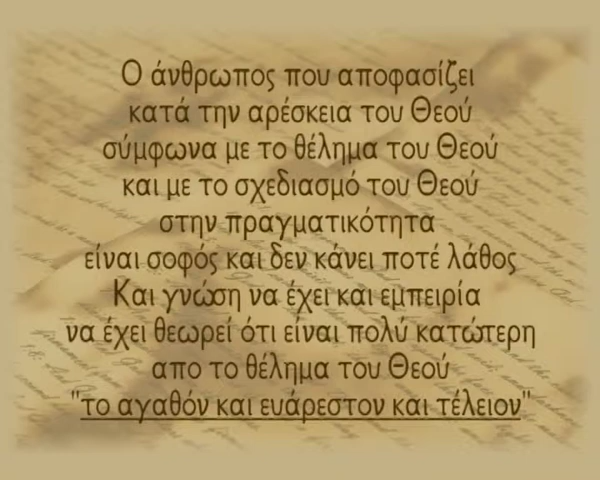 Ο άνθρωπος που αποφασίζει
κατά την αρέσκεια του Θεού
σύμφωνα με το θέλημα του Θεού
και με το σχεδιασμό του Θεού
στην πραγματικότητα
είναι σοφός και δεν κάνει ποτέ λάθος
Και γνώση να έχει και εμπειρία
να έχει θεωρεί ότι είναι πολύ κατώτερη
απο το θέλημα του Θεού
"το αγαθόν και ευάρεστον και τέλειον"